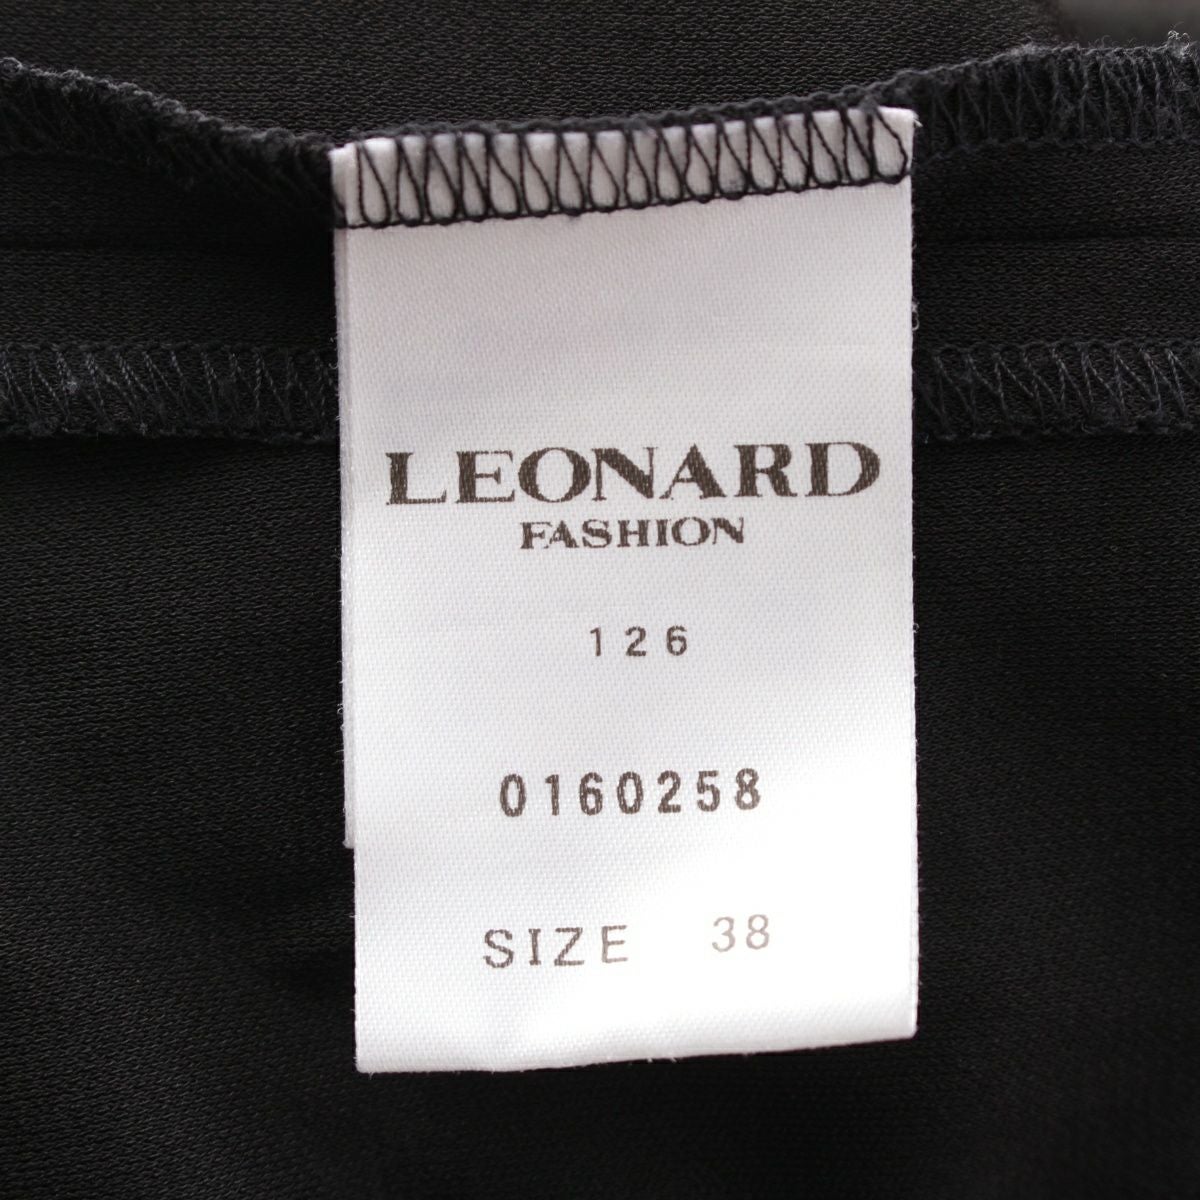 LEONARD
FASHION
126
0160258
SIZE 38